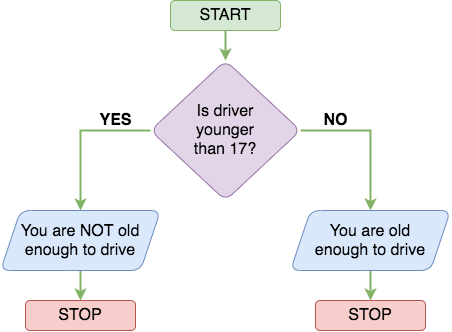 START
Is driver
younger
than 17?
YES
NO
You are NOT old
enough to drive
You are old
enough to drive
STOP
STOP